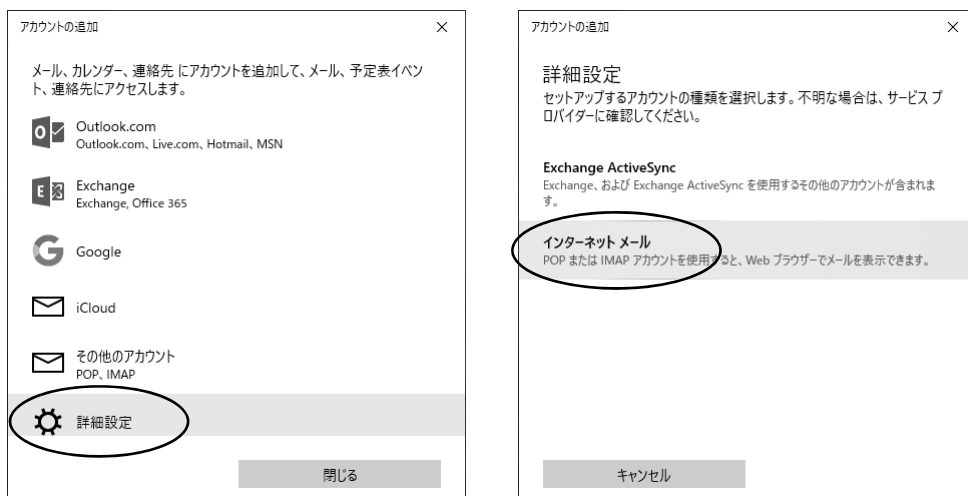 アカウントの追加
メール、カレンダー、連絡先 にアカウントを追加して、メール、予定表イベン
ト、連絡先にアクセスします。
Outlook.com
Outlook.com、Live.com、Hotmail、MSN
Exchange
Exchange, Office 365
Google
iCloud
その他のアカウント
POP、IMAP
詳細設定
閉じる
アカウントの追加
詳細設定
セットアップするアカウントの種類を選択します。不明な場合は、サービス プ
ロバイダーに確認してください。
Exchange ActiveSync
Exchange、および Exchange ActiveSync を使用するその他のアカウントが含まれま
す。
インターネット メール
POP または IMAP アカウントを使用すると、Web ブラウザーでメールを表示できます。
キャンセル